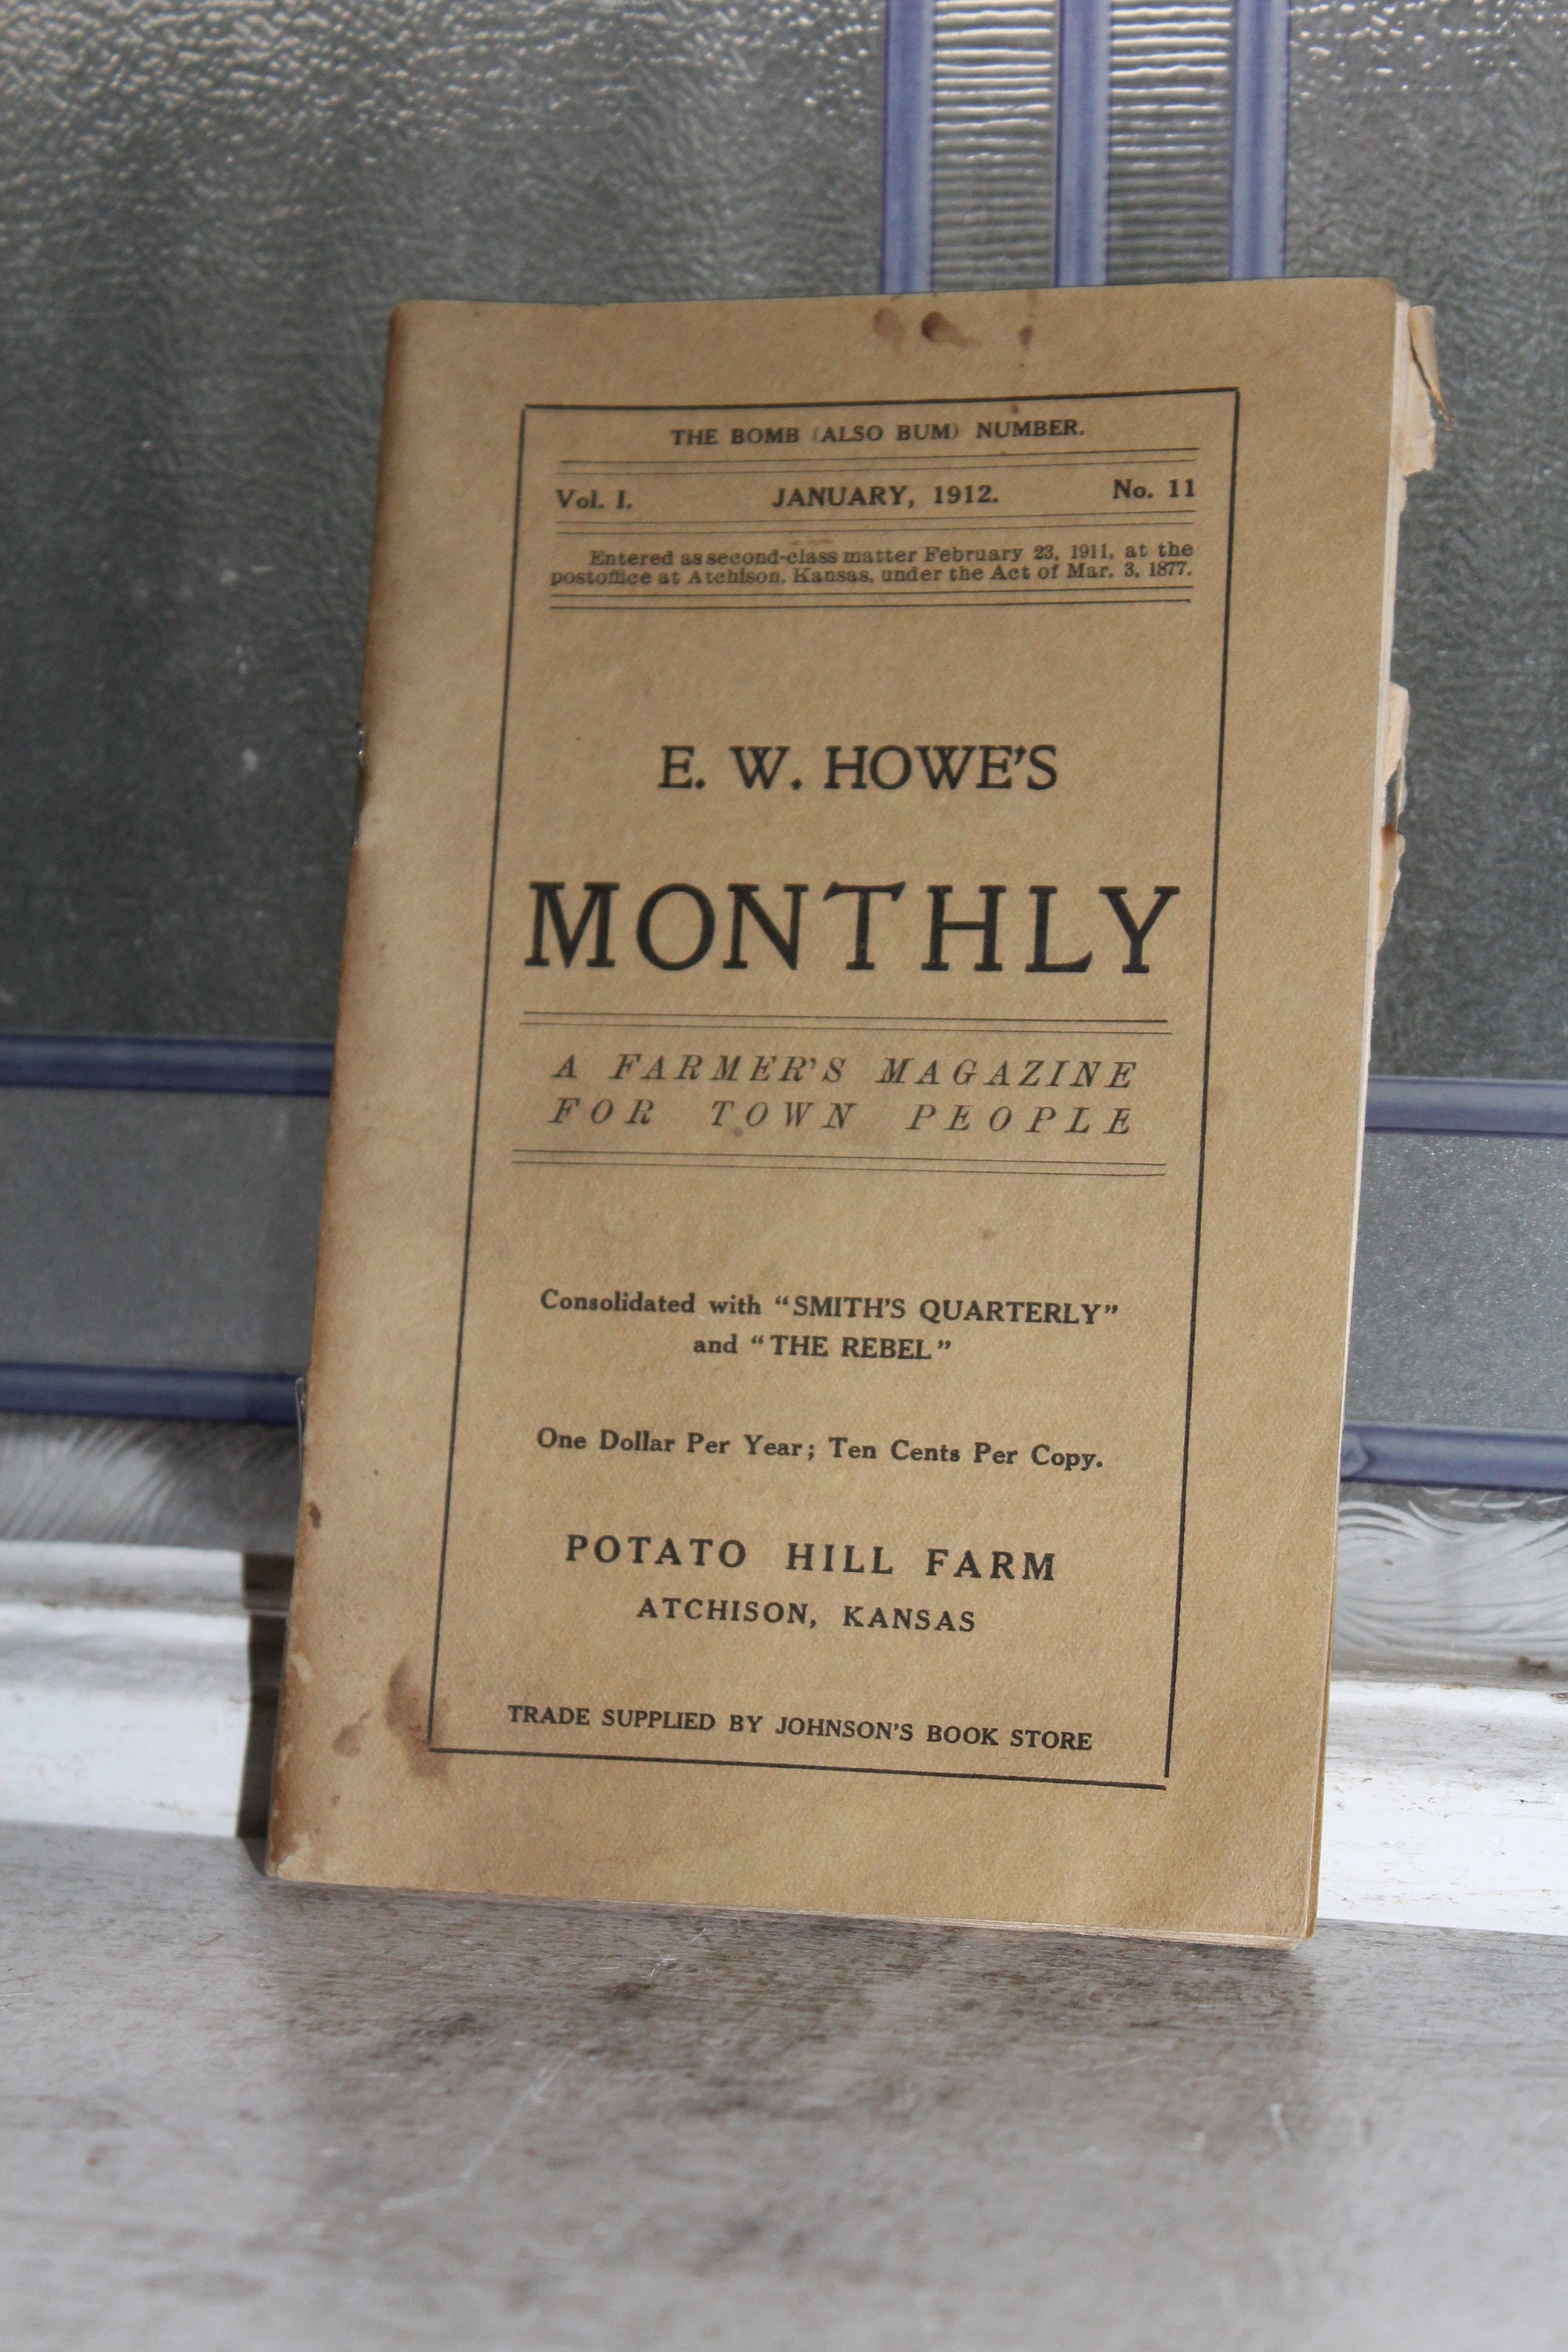 THE BOMB (ALSO BUM) NUMBER.
Vol. I. JANUARY, 1912. No. 11
Entered as second-class matter February 23, 1911, at the
postoffice at Atchison, Kansas, under the Act of Mar. 3, 1877.
E. W. HOWE'S
MONTHLY
A FARMER'S MAGAZINE
FOR TOWN PEOPLE
Consolidated with “SMITH'S QUARTERLY”
and “THE REBEL”
One Dollar Per Year; Ten Cents Per Copy.
POTATO HILL FARM
ATCHISON, KANSAS
TRADE SUPPLIED BY JOHNSON'S BOOK STORE